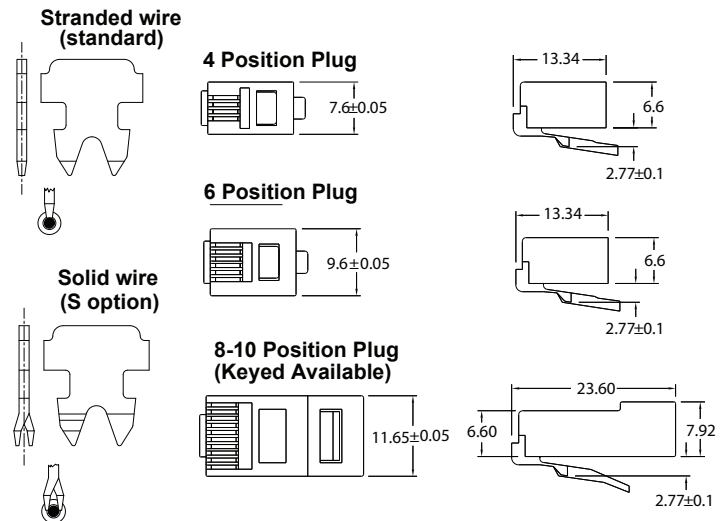 Stranded wire
(standard)
4 Position Plug
7.6±0.05
13.34
6.6
2.77±0.1
6 Position Plug
9.6±0.05
13.34
6.6
2.77±0.1
Solid wire
(S option)
8-10 Position Plug
(Keyed Available)
11.65±0.05
23.60
6.60
7.92
2.77±0.1